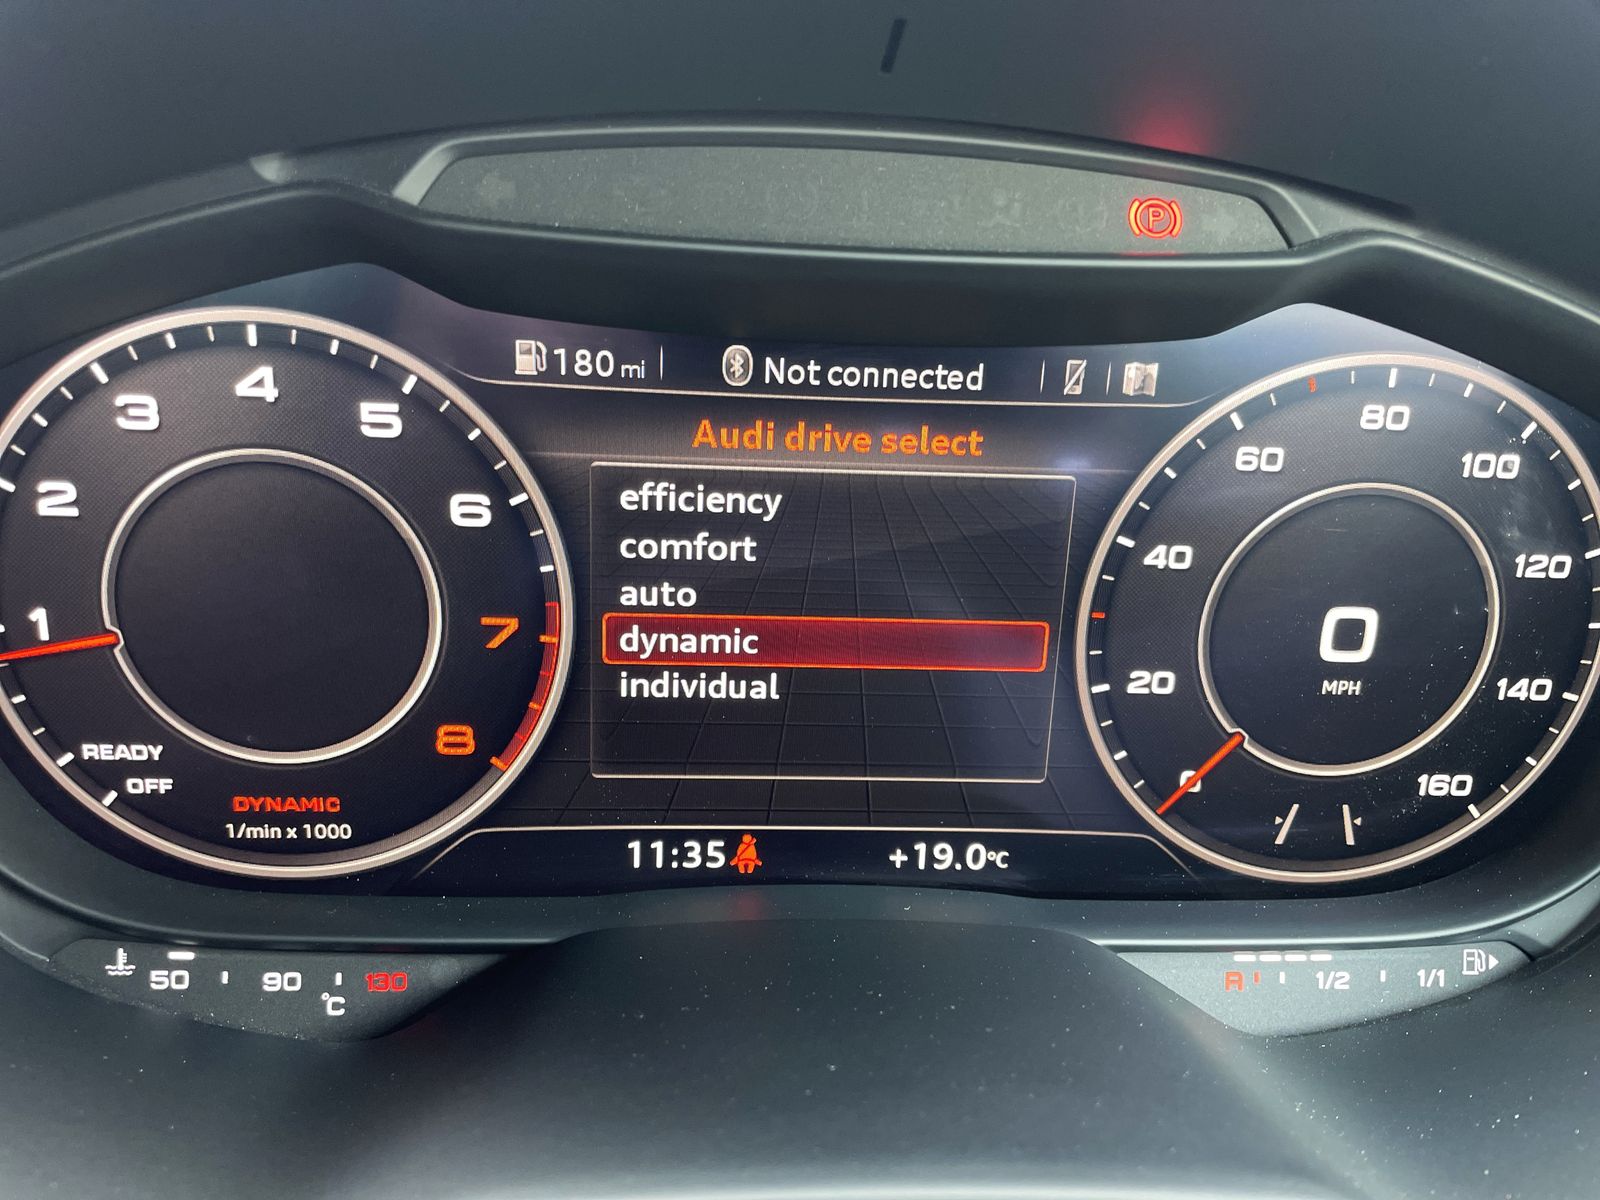 P
180 mi
Not connected
Audi drive select
efficiency
comfort
auto
dynamic
individual
11:35
+19.0°C
1
2
3
4
5
6
7
8
READY
OFF
DYNAMIC
1/min x 1000
0
20
40
60
80
100
120
140
160
0
MPH
50
90
130
°C
R
1/2
1/1